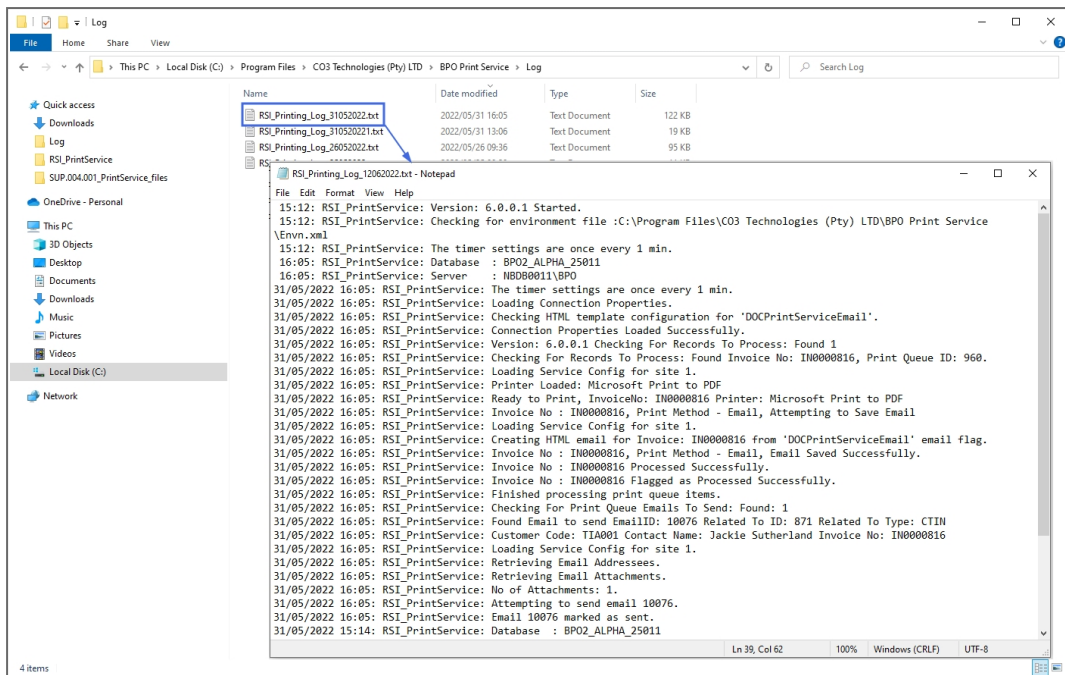 Log
File Home Share View
This PC > Local Disk (C:) > Program Files > CO3 Technologies (Pty) LTD > BPO Print Service > Log
Search Log
Quick access
Downloads
Log
RSI_PrintService
SUP.004.001_PrintService_files
OneDrive - Personal
This PC
3D Objects
Desktop
Documents
Downloads
Music
Pictures
Videos
Local Disk (C:)
Network
Name Date modified Type Size
RSI_Printing_Log_31052022.txt 2022/05/31 16:05 Text Document 122 KB
RSI_Printing_Log_310520221.txt 2022/05/31 13:06 Text Document 19 KB
RSI_Printing_Log_26052022.txt 2022/05/26 09:36 Text Document 95 KB
RSI_Printing_Log_12062022.txt - Notepad
File Edit Format View Help
15:12: RSI_PrintService: Version: 6.0.0.1 Started.
15:12: RSI_PrintService: Checking for environment file :C:\Program Files\CO3 Technologies (Pty) LTD\BPO Print Service
\Envn.xml
15:12: RSI_PrintService: The timer settings are once every 1 min.
16:05: RSI_PrintService: Database : BPO2_ALPHA_25011
16:05: RSI_PrintService: Server : NBDB0011\BPO
31/05/2022 16:05: RSI_PrintService: The timer settings are once every 1 min.
31/05/2022 16:05: RSI_PrintService: Loading Connection Properties.
31/05/2022 16:05: RSI_PrintService: Checking HTML template configuration for 'DOCPrintServiceEmail'.
31/05/2022 16:05: RSI_PrintService: Connection Properties Loaded Successfully.
31/05/2022 16:05: RSI_PrintService: Version: 6.0.0.1 Checking For Records To Process: Found 1
31/05/2022 16:05: RSI_PrintService: Checking For Records To Process: Found Invoice No: IN0000816, Print Queue ID: 960.
31/05/2022 16:05: RSI_PrintService: Loading Service Config for site 1.
31/05/2022 16:05: RSI_PrintService: Printer Loaded: Microsoft Print to PDF
31/05/2022 16:05: RSI_PrintService: Ready to Print, InvoiceNo: IN0000816 Printer: Microsoft Print to PDF
31/05/2022 16:05: RSI_PrintService: Invoice No : IN0000816, Print Method - Email, Attempting to Save Email
31/05/2022 16:05: RSI_PrintService: Loading Service Config for site 1.
31/05/2022 16:05: RSI_PrintService: Creating HTML email for Invoice: IN0000816 from 'DOCPrintServiceEmail' email flag.
31/05/2022 16:05: RSI_PrintService: Invoice No : IN0000816, Print Method - Email, Email Saved Successfully.
31/05/2022 16:05: RSI_PrintService: Invoice No : IN0000816 Processed Successfully.
31/05/2022 16:05: RSI_PrintService: Invoice No : IN0000816 Flagged as Processed Successfully.
31/05/2022 16:05: RSI_PrintService: Finished processing print queue items.
31/05/2022 16:05: RSI_PrintService: Checking For Print Queue Emails To Send: Found: 1
31/05/2022 16:05: RSI_PrintService: Found Email to send EmailID: 10076 Related To ID: 871 Related To Type: CTIN
31/05/2022 16:05: RSI_PrintService: Customer Code: TIA001 Contact Name: Jackie Sutherland Invoice No: IN0000816
31/05/2022 16:05: RSI_PrintService: Loading Service Config for site 1.
31/05/2022 16:05: RSI_PrintService: Retrieving Email Addressees.
31/05/2022 16:05: RSI_PrintService: Retrieving Email Attachments.
31/05/2022 16:05: RSI_PrintService: No of Attachments: 1.
31/05/2022 16:05: RSI_PrintService: Attempting to send email 10076.
31/05/2022 16:05: RSI_PrintService: Email 10076 marked as sent.
31/05/2022 15:14: RSI_PrintService: Database : BPO2_ALPHA_25011
Ln 39, Col 62 100% Windows (CRLF) UTF-8
4 items